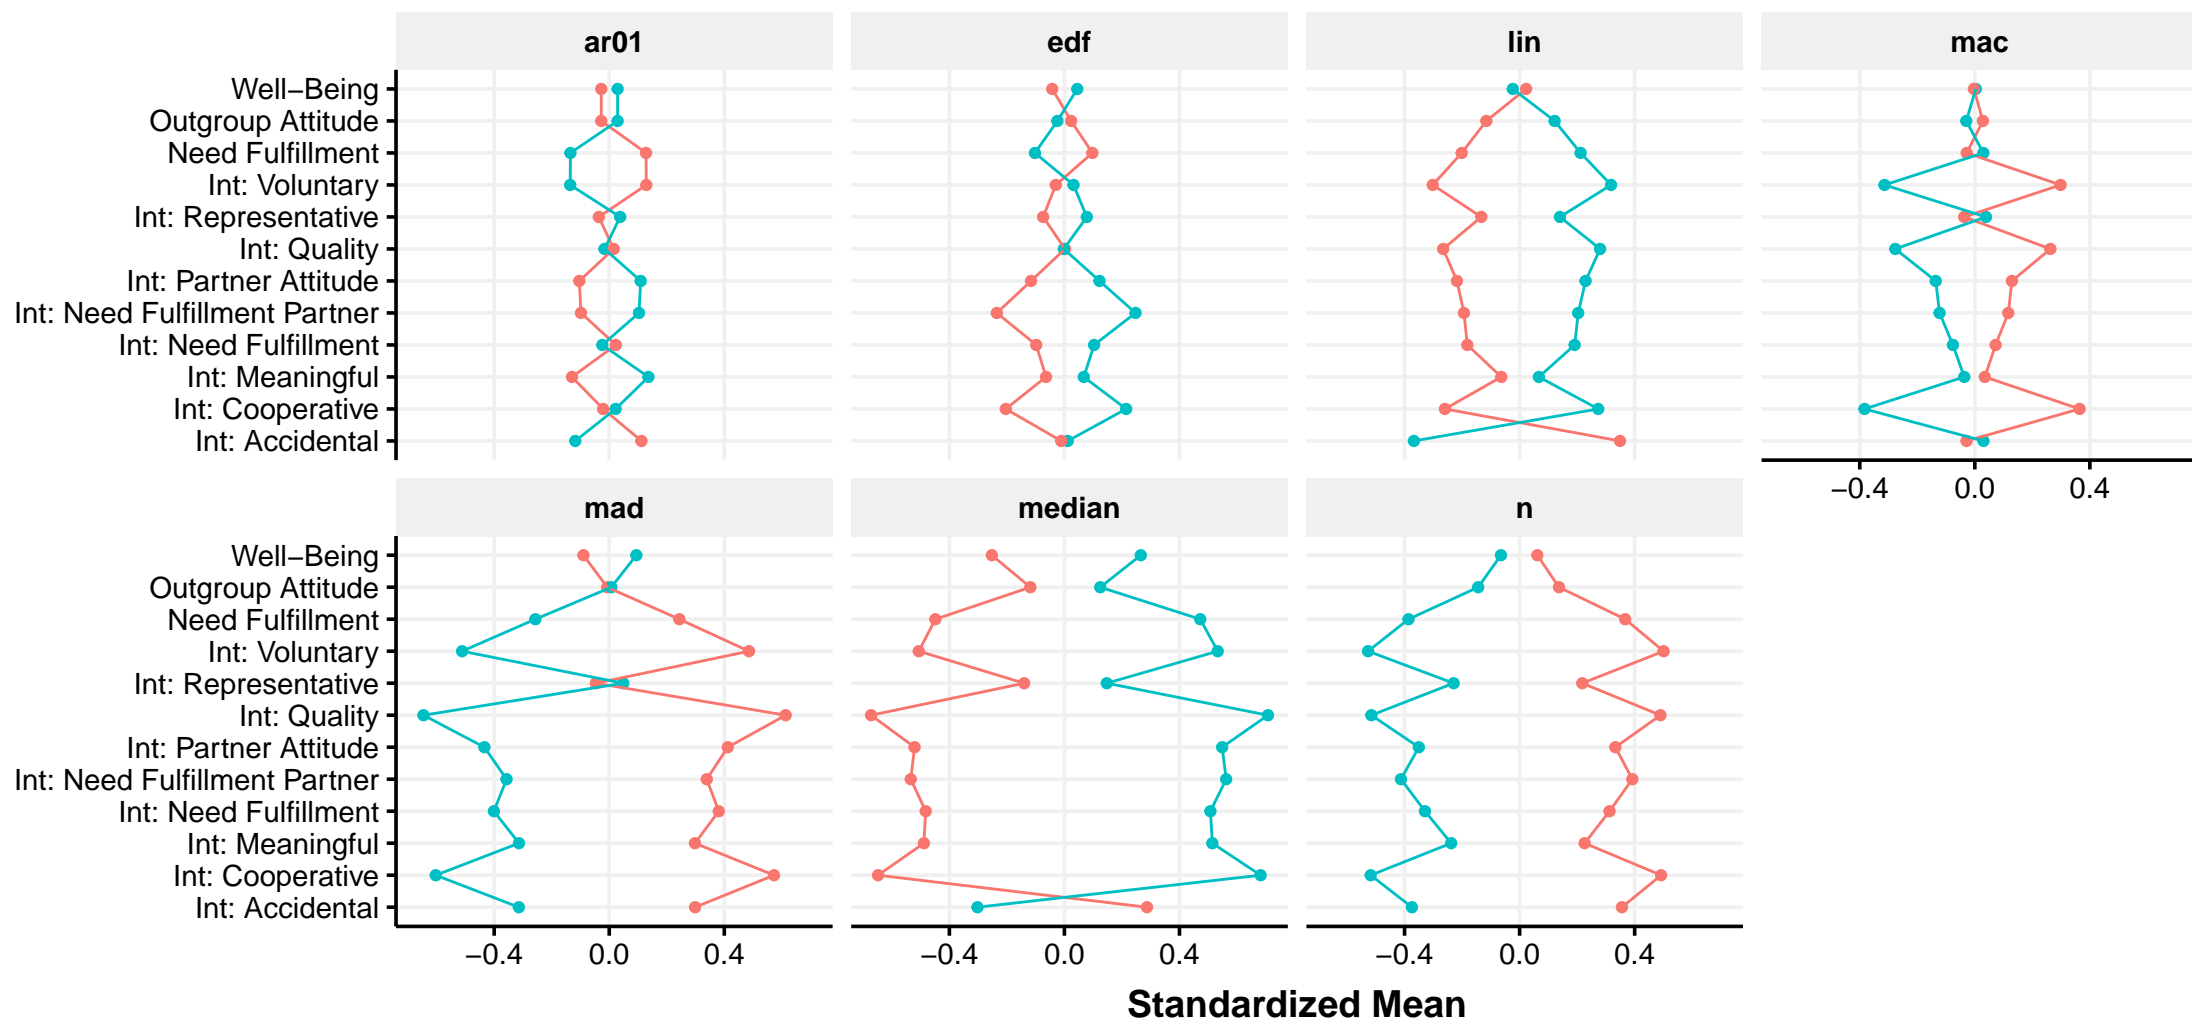 ar01 edf lin mac
Well−Being
Outgroup Attitude
Need Fulfillment
Int: Voluntary
Int: Representative
Int: Quality
Int: Partner Attitude
Int: Need Fulfillment Partner
Int: Need Fulfillment
Int: Meaningful
Int: Cooperative
Int: Accidental
−0.4 0.0 0.4
mad median n
Well−Being
Outgroup Attitude
Need Fulfillment
Int: Voluntary
Int: Representative
Int: Quality
Int: Partner Attitude
Int: Need Fulfillment Partner
Int: Need Fulfillment
Int: Meaningful
Int: Cooperative
Int: Accidental
−0.4 0.0 0.4 −0.4 0.0 0.4 −0.4 0.0 0.4
Standardized Mean